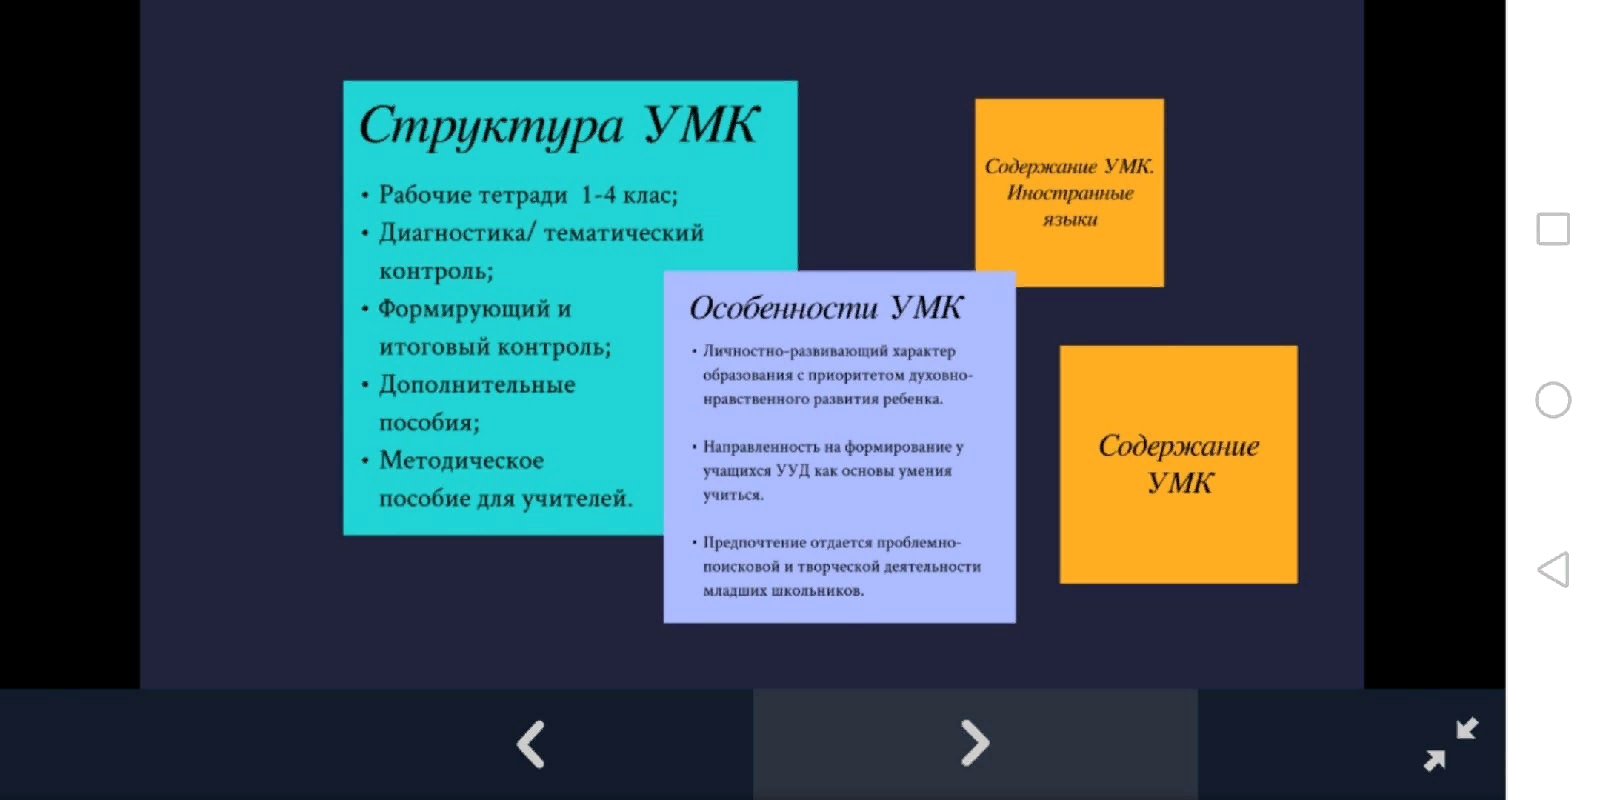 Структура УМК
• Рабочие тетради 1-4 клас;
• Диагностика/ тематический
контроль;
• Формирующий и
итоговый контроль;
• Дополнительные
пособия;
• Методическое
пособие для учителей.
Особенности УМК
• Личностно-развивающий характер
образования с приоритетом духовно-
нравственного развития ребенка.
• Направленность на формирование у
учащихся УУД как основы умения
учиться.
• Предпочтение отдается проблемно-
поисковой и творческой деятельности
младших школьников.
Содержание УМК.
Иностранные
языки
Содержание
УМК